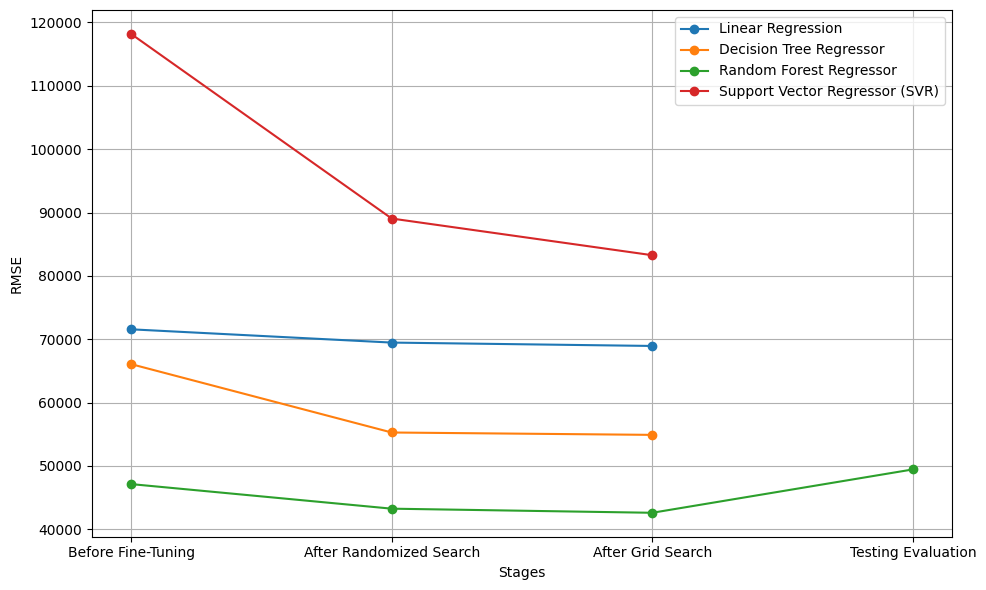 120000
110000
100000
90000
80000
70000
60000
50000
40000
RMSE
Linear Regression
Decision Tree Regressor
Random Forest Regressor
Support Vector Regressor (SVR)
Before Fine-Tuning
After Randomized Search
After Grid Search
Testing Evaluation
Stages